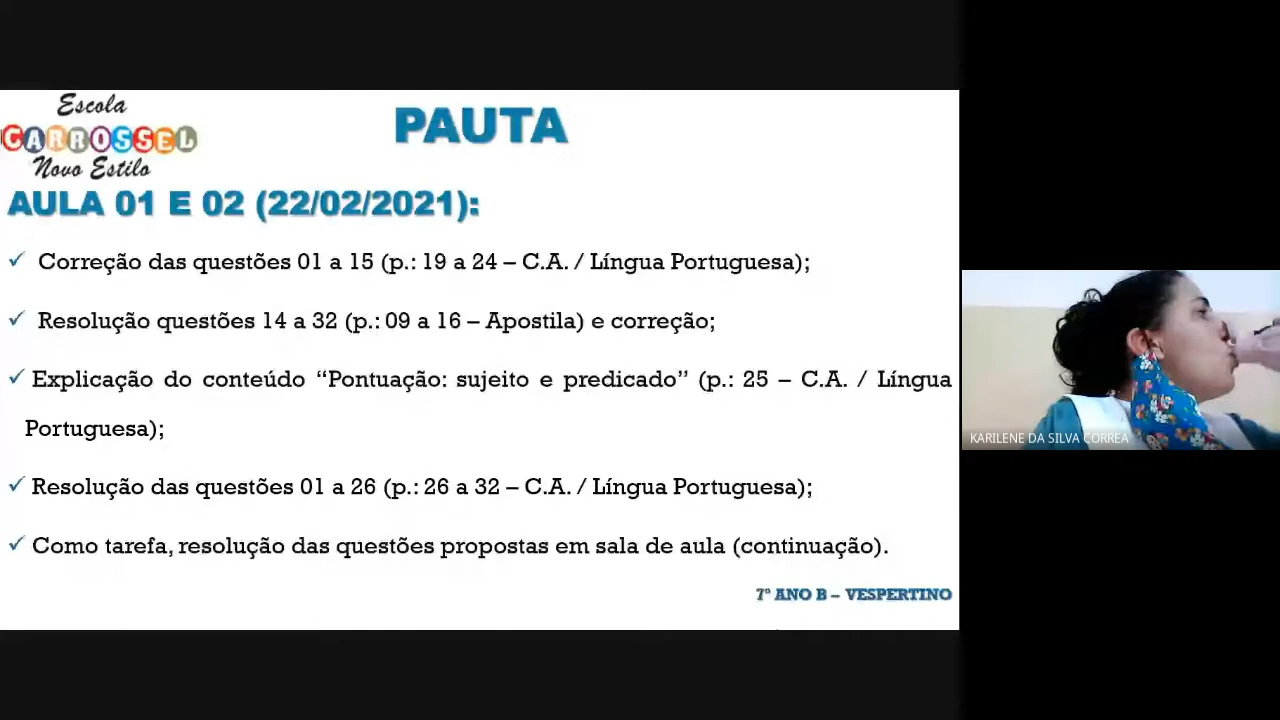 Escola
CARROSSEL
Novo Estilo
PAUTA
AULA 01 E 02 (22/02/2021):
✓ Correção das questões 01 a 15 (p.: 19 a 24 – C.A. / Língua Portuguesa);
✓ Resolução questões 14 a 32 (p.: 09 a 16 – Apostila) e correção;
✓ Explicação do conteúdo “Pontuação: sujeito e predicado” (p.: 25 – C.A. / Língua
Portuguesa);
✓ Resolução das questões 01 a 26 (p.: 26 a 32 – C.A. / Língua Portuguesa);
✓ Como tarefa, resolução das questões propostas em sala de aula (continuação).
7º ANO B – VESPERTINO
KARILENE DA SILVA CORREA